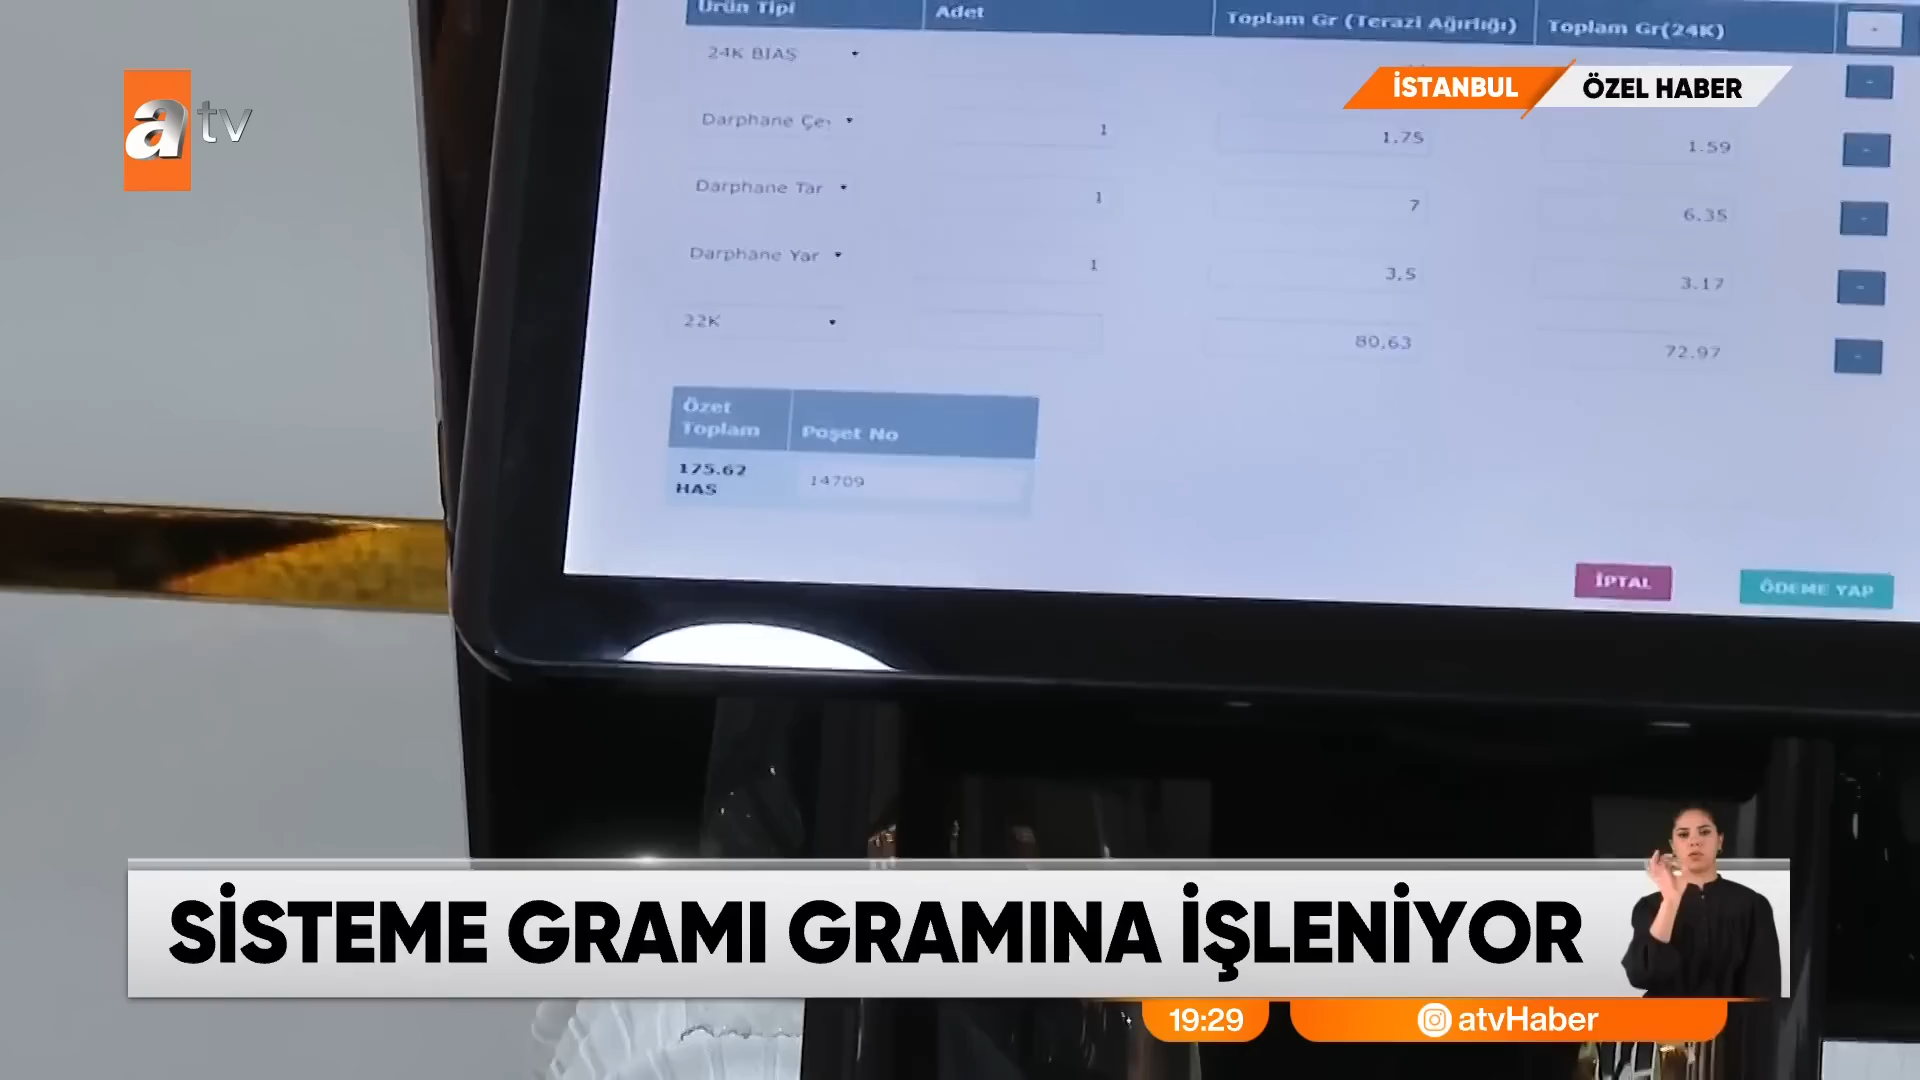 Ürün Tipi Adet Toplam Gr (Terazi Ağırlığı) Toplam Gr(24K) -
24K BIAŞ -
İSTANBUL ÖZEL HABER
atv
Darphane Çey 1 1,75 1.59 -
Darphane Tar 1 7 6.35 -
Darphane Yar 1 3,5 3.17 -
22K 80,63 72.97 -
Özet
Toplam Poşet No
175.62
HAS 14709
İPTAL ÖDEME YAP
SİSTEME GRAMI GRAMINA İŞLENİYOR
19:29 atvHaber